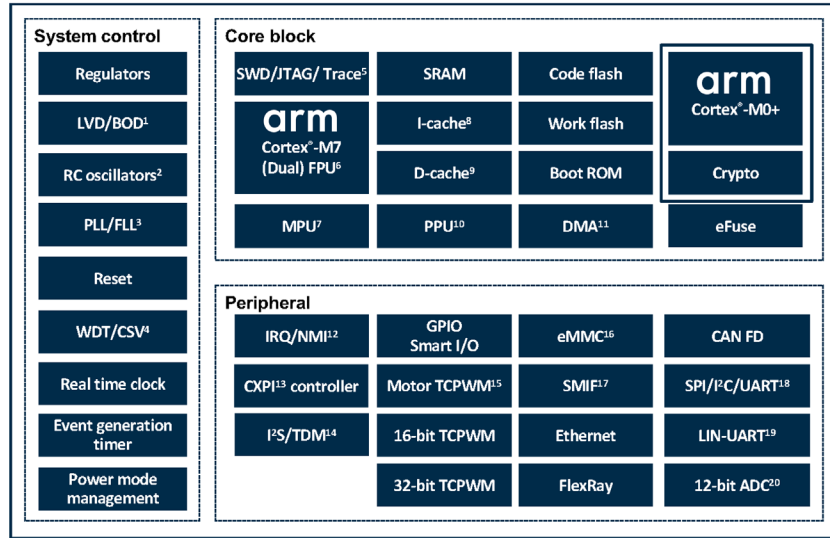 System control
Regulators
LVD/BOD¹
RC oscillators²
PLL/FLL³
Reset
WDT/CSV⁴
Real time clock
Event generation
timer
Power mode
management
Core block
SWD/JTAG/ Trace⁵
SRAM
Code flash
arm
Cortex®-M0+
arm
Cortex®-M7
(Dual) FPU⁶
I-cache⁸
Work flash
D-cache⁹
Boot ROM
Crypto
MPU⁷
PPU¹⁰
DMA¹¹
eFuse
Peripheral
IRQ/NMI¹²
GPIO
Smart I/O
eMMC¹⁶
CAN FD
CXPI¹³ controller
Motor TCPWM¹⁵
SMIF¹⁷
SPI/I²C/UART¹⁸
I²S/TDM¹⁴
16-bit TCPWM
Ethernet
LIN-UART¹⁹
32-bit TCPWM
FlexRay
12-bit ADC²⁰